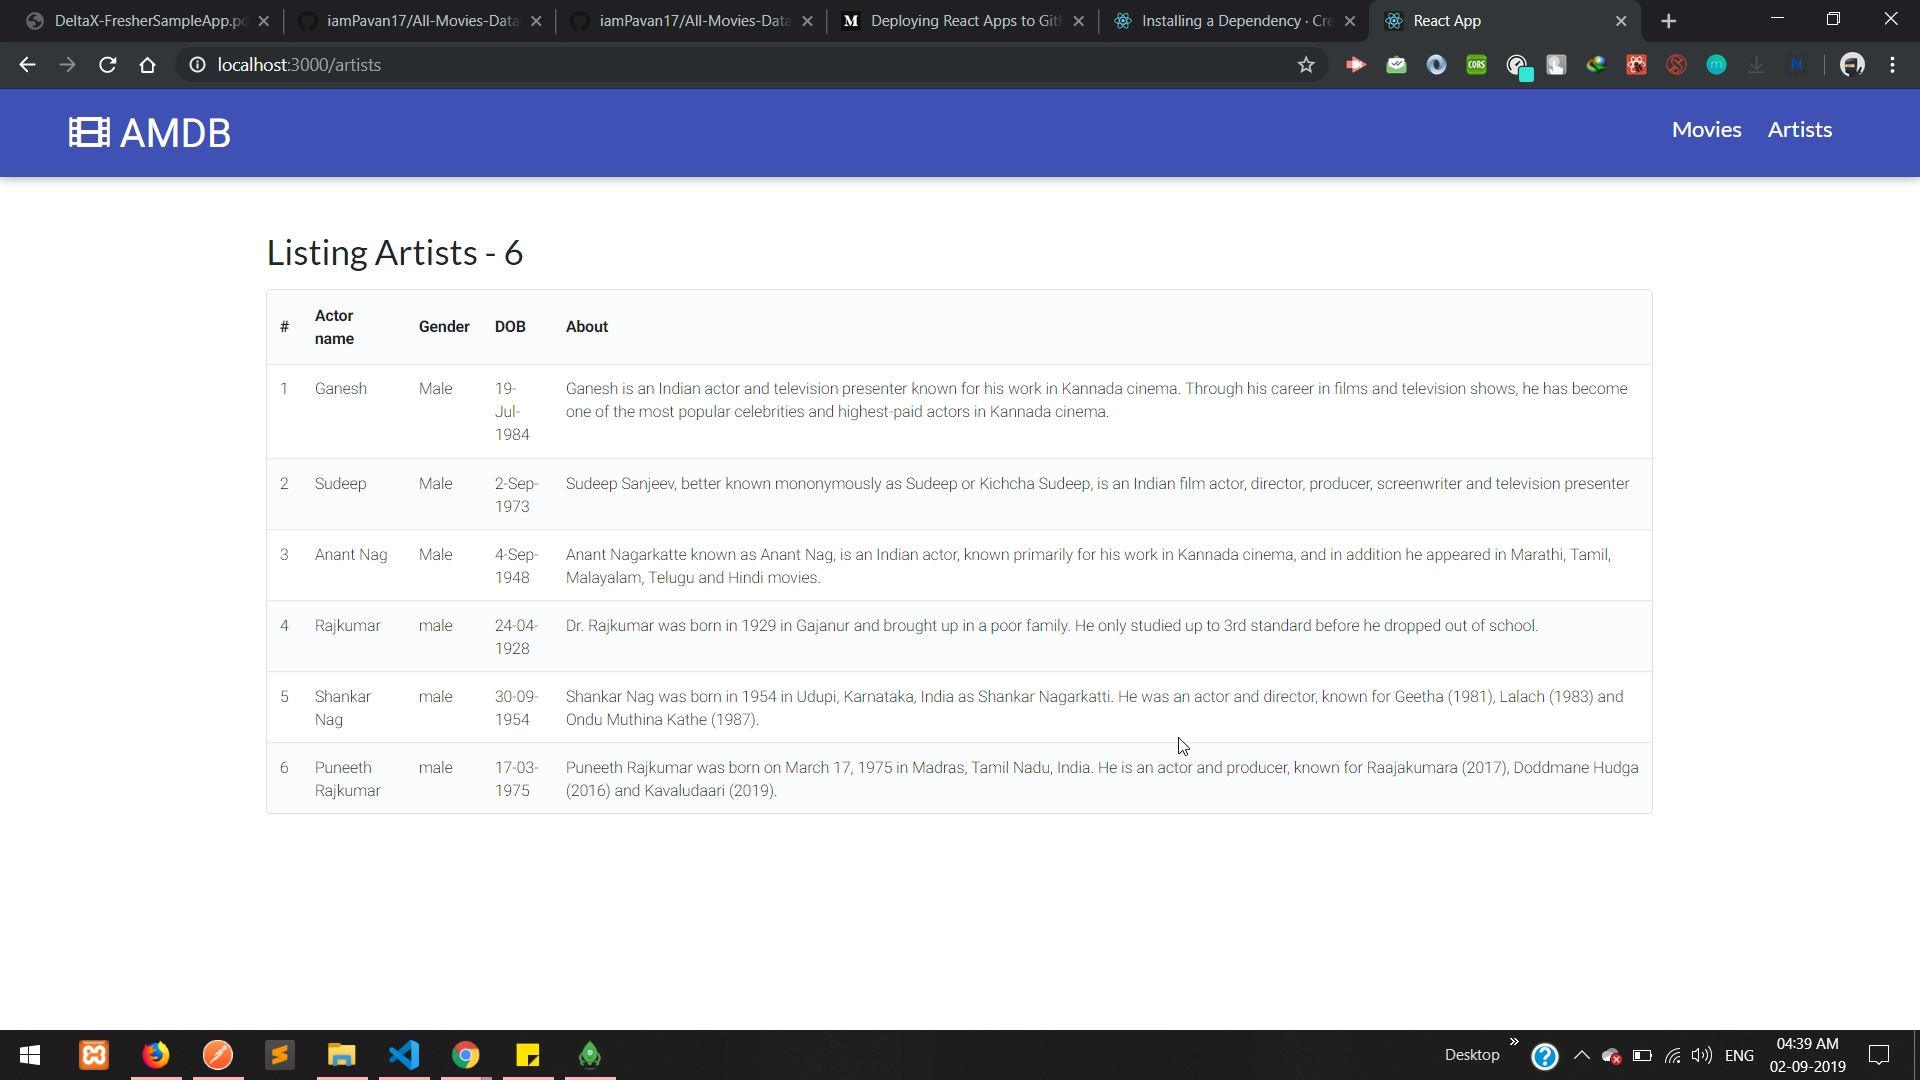 DeltaX-FresherSampleApp.pd
iamPavan17/All-Movies-Data
iamPavan17/All-Movies-Data
M Deploying React Apps to Git
Installing a Dependency · Cre
React App
localhost:3000/artists
CORS
m
N
AMDB
Movies Artists
Listing Artists - 6
# Actor name Gender DOB About
1 Ganesh Male 19-Jul-1984 Ganesh is an Indian actor and television presenter known for his work in Kannada cinema. Through his career in films and television shows, he has become
one of the most popular celebrities and highest-paid actors in Kannada cinema.
2 Sudeep Male 2-Sep-1973 Sudeep Sanjeev, better known mononymously as Sudeep or Kichcha Sudeep, is an Indian film actor, director, producer, screenwriter and television presenter
3 Anant Nag Male 4-Sep-1948 Anant Nagarkatte known as Anant Nag, is an Indian actor, known primarily for his work in Kannada cinema, and in addition he appeared in Marathi, Tamil,
Malayalam, Telugu and Hindi movies.
4 Rajkumar male 24-04-1928 Dr. Rajkumar was born in 1929 in Gajanur and brought up in a poor family. He only studied up to 3rd standard before he dropped out of school.
5 Shankar Nag male 30-09-1954 Shankar Nag was born in 1954 in Udupi, Karnataka, India as Shankar Nagarkatti. He was an actor and director, known for Geetha (1981), Lalach (1983) and
Ondu Muthina Kathe (1987).
6 Puneeth Rajkumar male 17-03-1975 Puneeth Rajkumar was born on March 17, 1975 in Madras, Tamil Nadu, India. He is an actor and producer, known for Raajakumara (2017), Doddmane Hudga
(2016) and Kavaludaari (2019).
Desktop
ENG
04:39 AM
02-09-2019